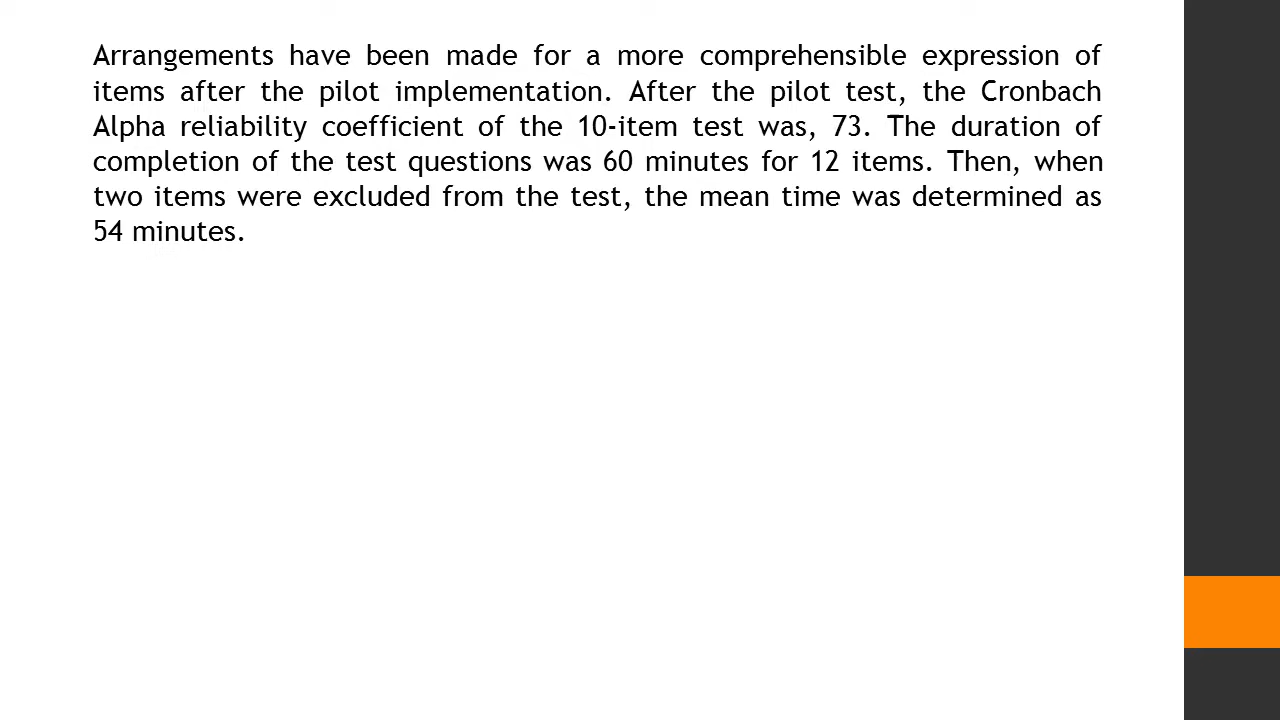 Arrangements have been made for a more comprehensible expression of
items after the pilot implementation. After the pilot test, the Cronbach
Alpha reliability coefficient of the 10-item test was, 73. The duration of
completion of the test questions was 60 minutes for 12 items. Then, when
two items were excluded from the test, the mean time was determined as
54 minutes.